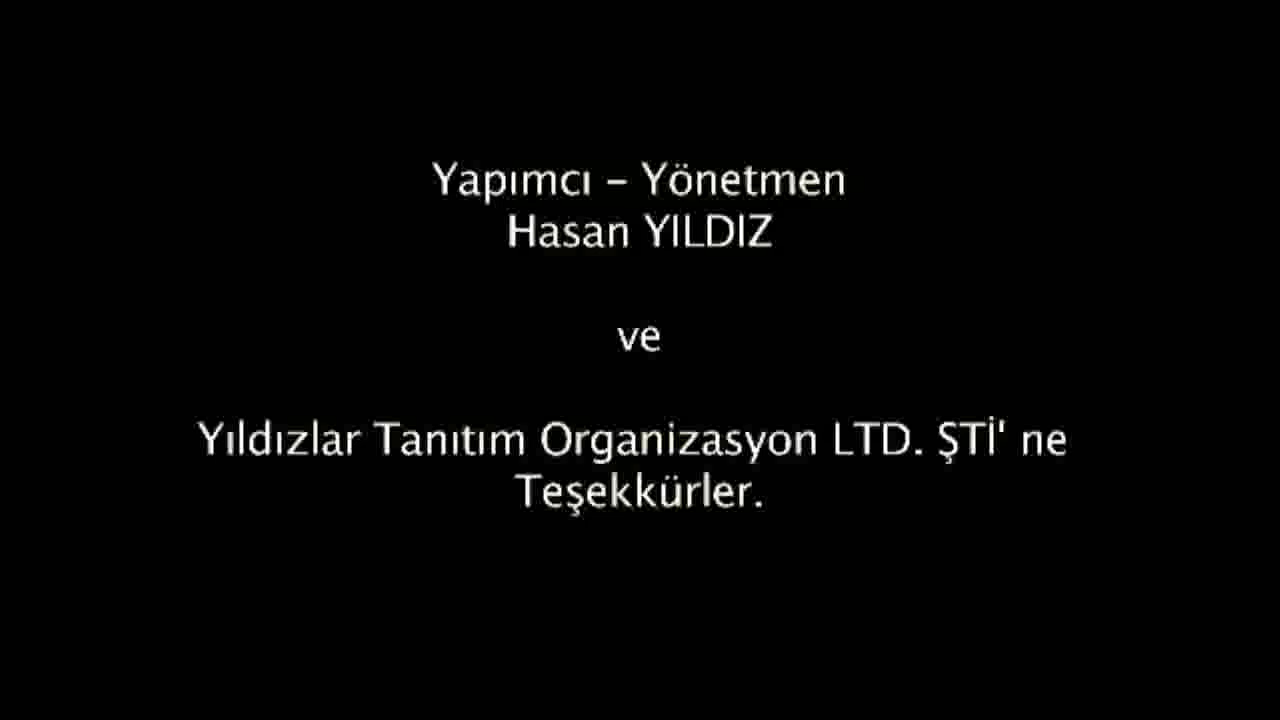 Yapımcı – Yönetmen
Hasan YILDIZ
ve
Yıldızlar Tanıtım Organizasyon LTD. ŞTİ' ne
Teşekkürler.